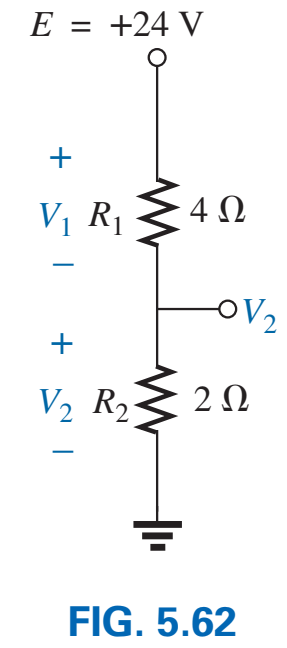 E = +24 V
+
V₁ R₁ 4 Ω
–
V₂
+
V₂ R₂ 2 Ω
–
FIG. 5.62